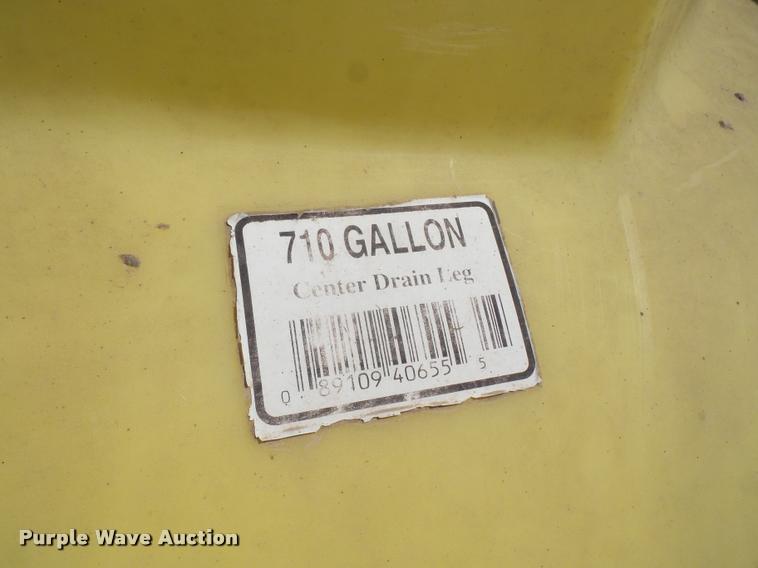 710 GALLON
Center Drain Leg
0 89109 40655 5
Purple Wave Auction